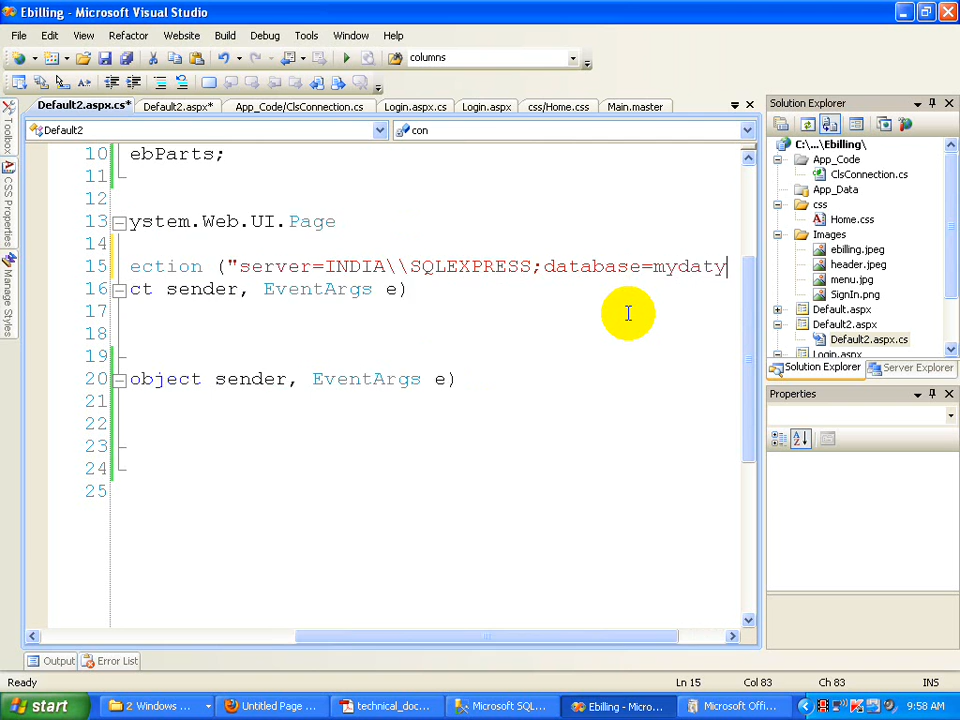 Ebilling - Microsoft Visual Studio
File Edit View Refactor Website Build Debug Tools Window Help
columns
Default2.aspx.cs* Default2.aspx* App_Code/ClsConnection.cs Login.aspx.cs Login.aspx css/Home.css Main.master
Default2 con
Toolbox
CSS Properties
Manage Styles
10 ebParts;
11
12
13 ystem.Web.UI.Page
14
15 ection ("server=INDIA\\SQLEXPRESS;database=mydaty
16 ct sender, EventArgs e)
17
18
19
20 object sender, EventArgs e)
21
22
23
24
25
Solution Explorer
C:\...\Ebilling\
App_Code
ClsConnection.cs
App_Data
css
Home.css
Images
ebilling.jpeg
header.jpeg
menu.jpg
SignIn.png
Default.aspx
Default2.aspx
Default2.aspx.cs
Login.aspx
Solution Explorer Server Explorer
Properties
Output Error List
Ready Ln 15 Col 83 Ch 83 INS
start 2 Windows ... Untitled Page ... technical_doc... Microsoft SQL... Ebilling - Micro... Microsoft Offi... 9:58 AM